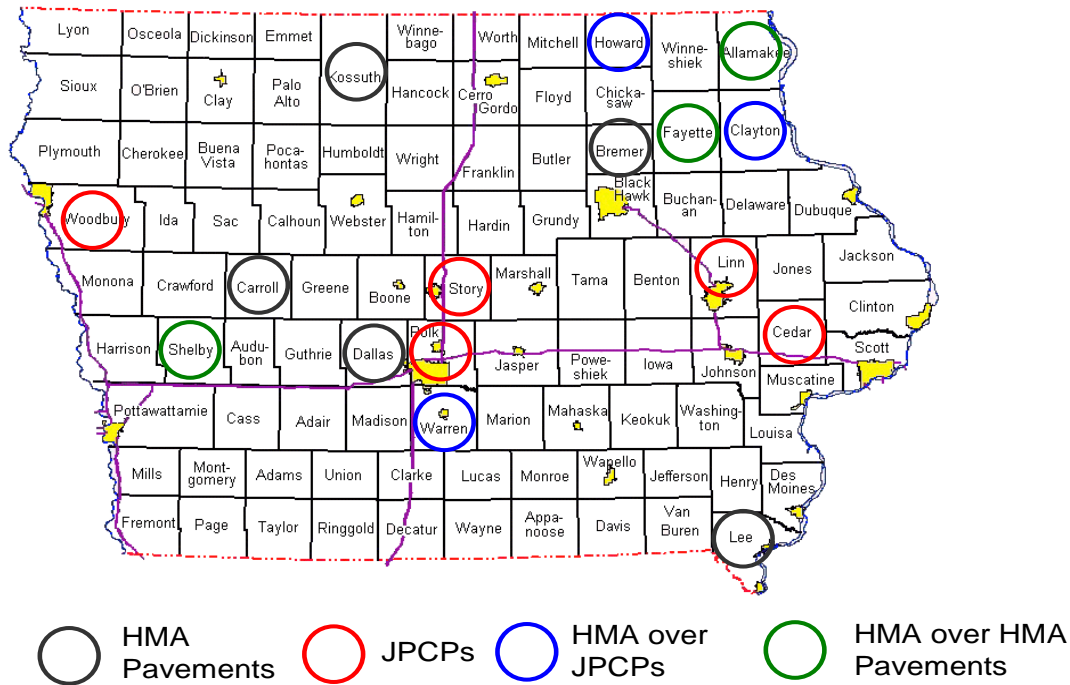 Lyon
Osceola
Dickinson
Emmet
Winne-
bago
Worth
Mitchell
Howard
Winne-
shiek
Allamakee
Kossuth
Sioux
O'Brien
Clay
Palo
Alto
Hancock
Cerro
Gordo
Floyd
Chicka-
saw
Plymouth
Cherokee
Buena
Vista
Poca-
hontas
Humboldt
Wright
Franklin
Butler
Bremer
Fayette
Clayton
Woodbury
Ida
Sac
Calhoun
Webster
Hamil-
ton
Hardin
Grundy
Black
Hawk
Buchan-
an
Delaware
Dubuque
Monona
Crawford
Carroll
Greene
Boone
Story
Marshall
Tama
Benton
Linn
Jones
Jackson
Clinton
Harrison
Shelby
Audu-
bon
Guthrie
Dallas
Polk
Jasper
Powe-
shiek
Iowa
Johnson
Cedar
Scott
Muscatine
Pottawattamie
Cass
Adair
Madison
Warren
Marion
Mahaska
Keokuk
Washing-
ton
Louisa
Mills
Mont-
gomery
Adams
Union
Clarke
Lucas
Monroe
Wapello
Jefferson
Henry
Des
Moines
Fremont
Page
Taylor
Ringgold
Decatur
Wayne
Appa-
noose
Davis
Van
Buren
Lee
HMA
Pavements
JPCPs
HMA over
JPCPs
HMA over HMA
Pavements